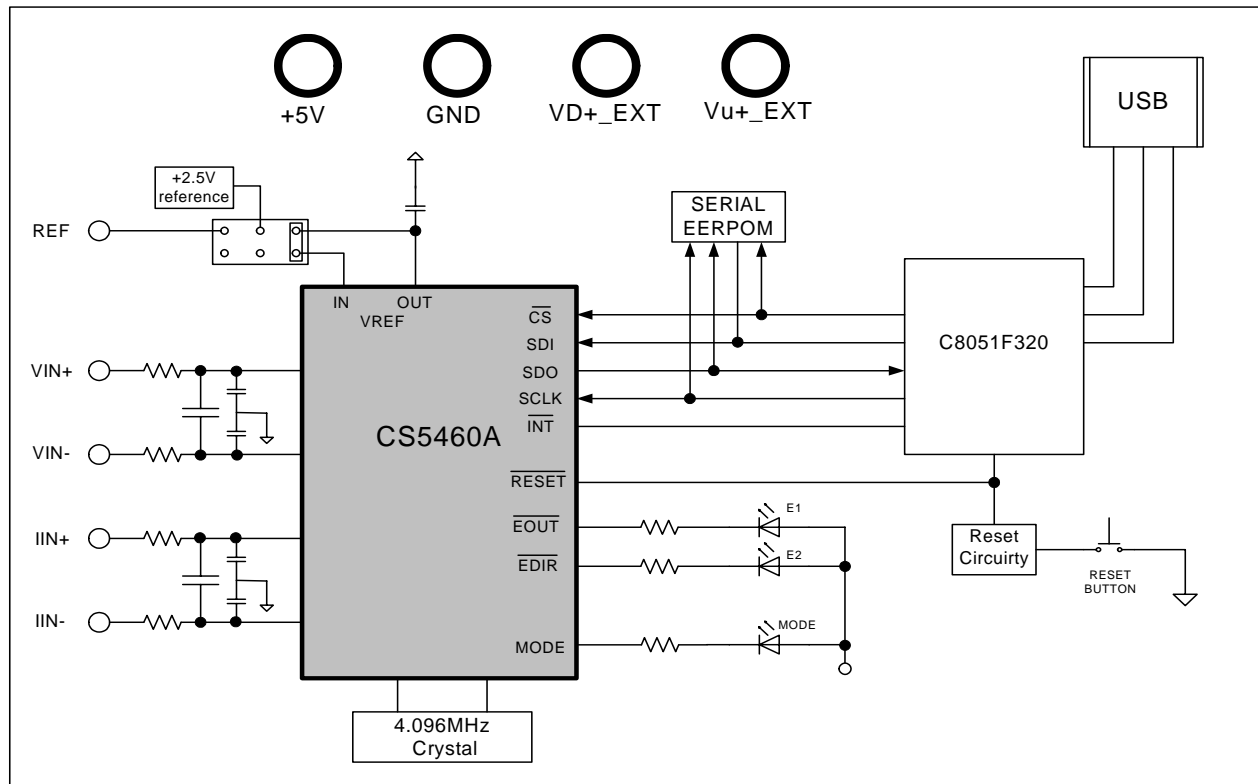 +5V
GND
VD+_EXT
Vu+_EXT
USB
+2.5V
reference
REF
SERIAL
EERPOM
IN
OUT
VREF
CS
SDI
SDO
SCLK
INT
RESET
EOUT
EDIR
MODE
CS5460A
C8051F320
VIN+
VIN-
IIN+
IIN-
E1
E2
MODE
Reset
Circuirty
RESET
BUTTON
4.096MHz
Crystal